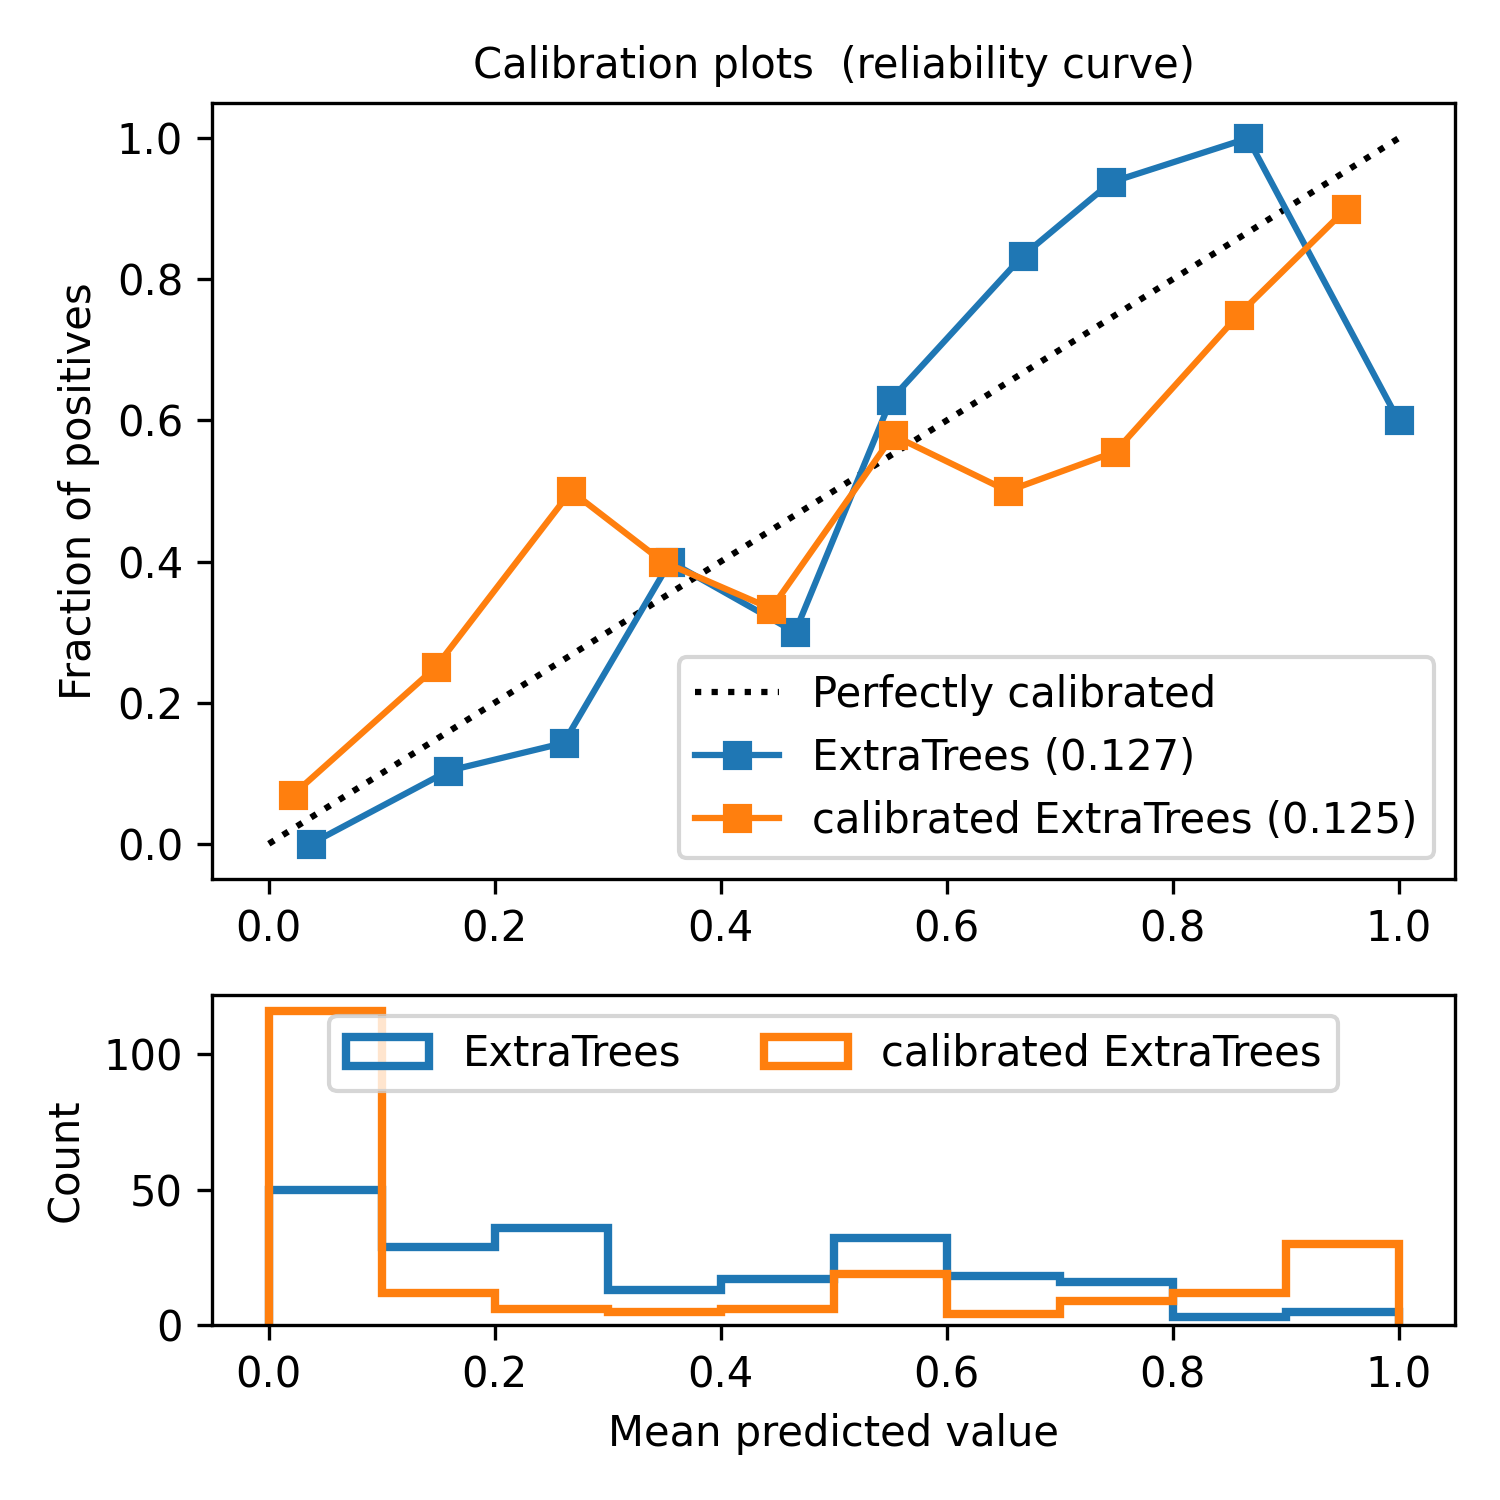 Calibration plots  (reliability curve)
1.0
0.8
0.6
0.4
0.2
0.0
Fraction of positives
Perfectly calibrated
ExtraTrees (0.127)
calibrated ExtraTrees (0.125)
0.0 0.2 0.4 0.6 0.8 1.0
ExtraTrees calibrated ExtraTrees
100
50
0
Count
0.0 0.2 0.4 0.6 0.8 1.0
Mean predicted value